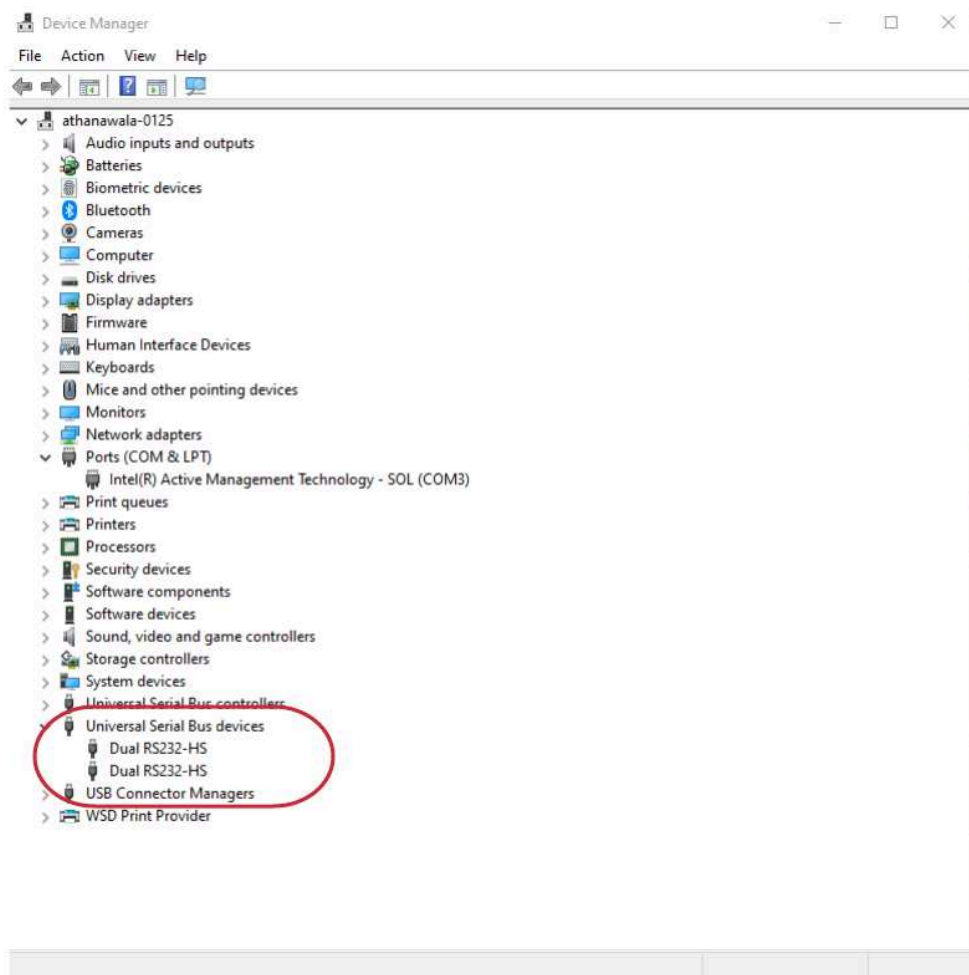 Device Manager
File Action View Help
athanawala-0125
Audio inputs and outputs
Batteries
Biometric devices
Bluetooth
Cameras
Computer
Disk drives
Display adapters
Firmware
Human Interface Devices
Keyboards
Mice and other pointing devices
Monitors
Network adapters
Ports (COM & LPT)
Intel(R) Active Management Technology - SOL (COM3)
Print queues
Printers
Processors
Security devices
Software components
Software devices
Sound, video and game controllers
Storage controllers
System devices
Universal Serial Bus controllers
Universal Serial Bus devices
Dual RS232-HS
Dual RS232-HS
USB Connector Managers
WSD Print Provider